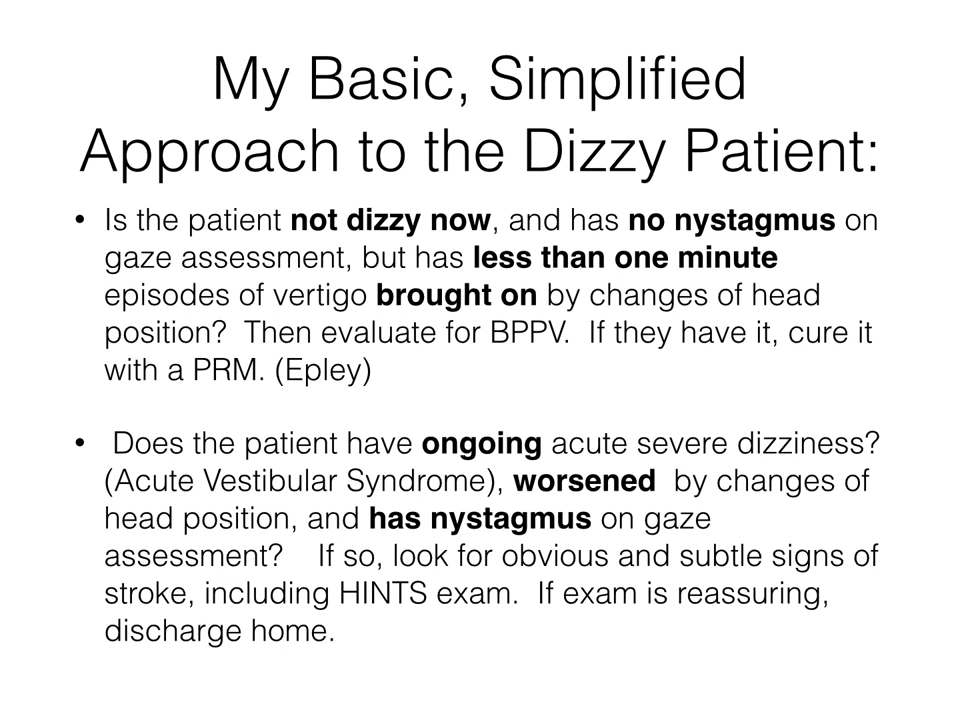 My Basic, Simplified
Approach to the Dizzy Patient:
• Is the patient not dizzy now, and has no nystagmus on
gaze assessment, but has less than one minute
episodes of vertigo brought on by changes of head
position?  Then evaluate for BPPV.  If they have it, cure it
with a PRM. (Epley)
•  Does the patient have ongoing acute severe dizziness?
(Acute Vestibular Syndrome), worsened  by changes of
head position, and has nystagmus on gaze
assessment?    If so, look for obvious and subtle signs of
stroke, including HINTS exam.  If exam is reassuring,
discharge home.